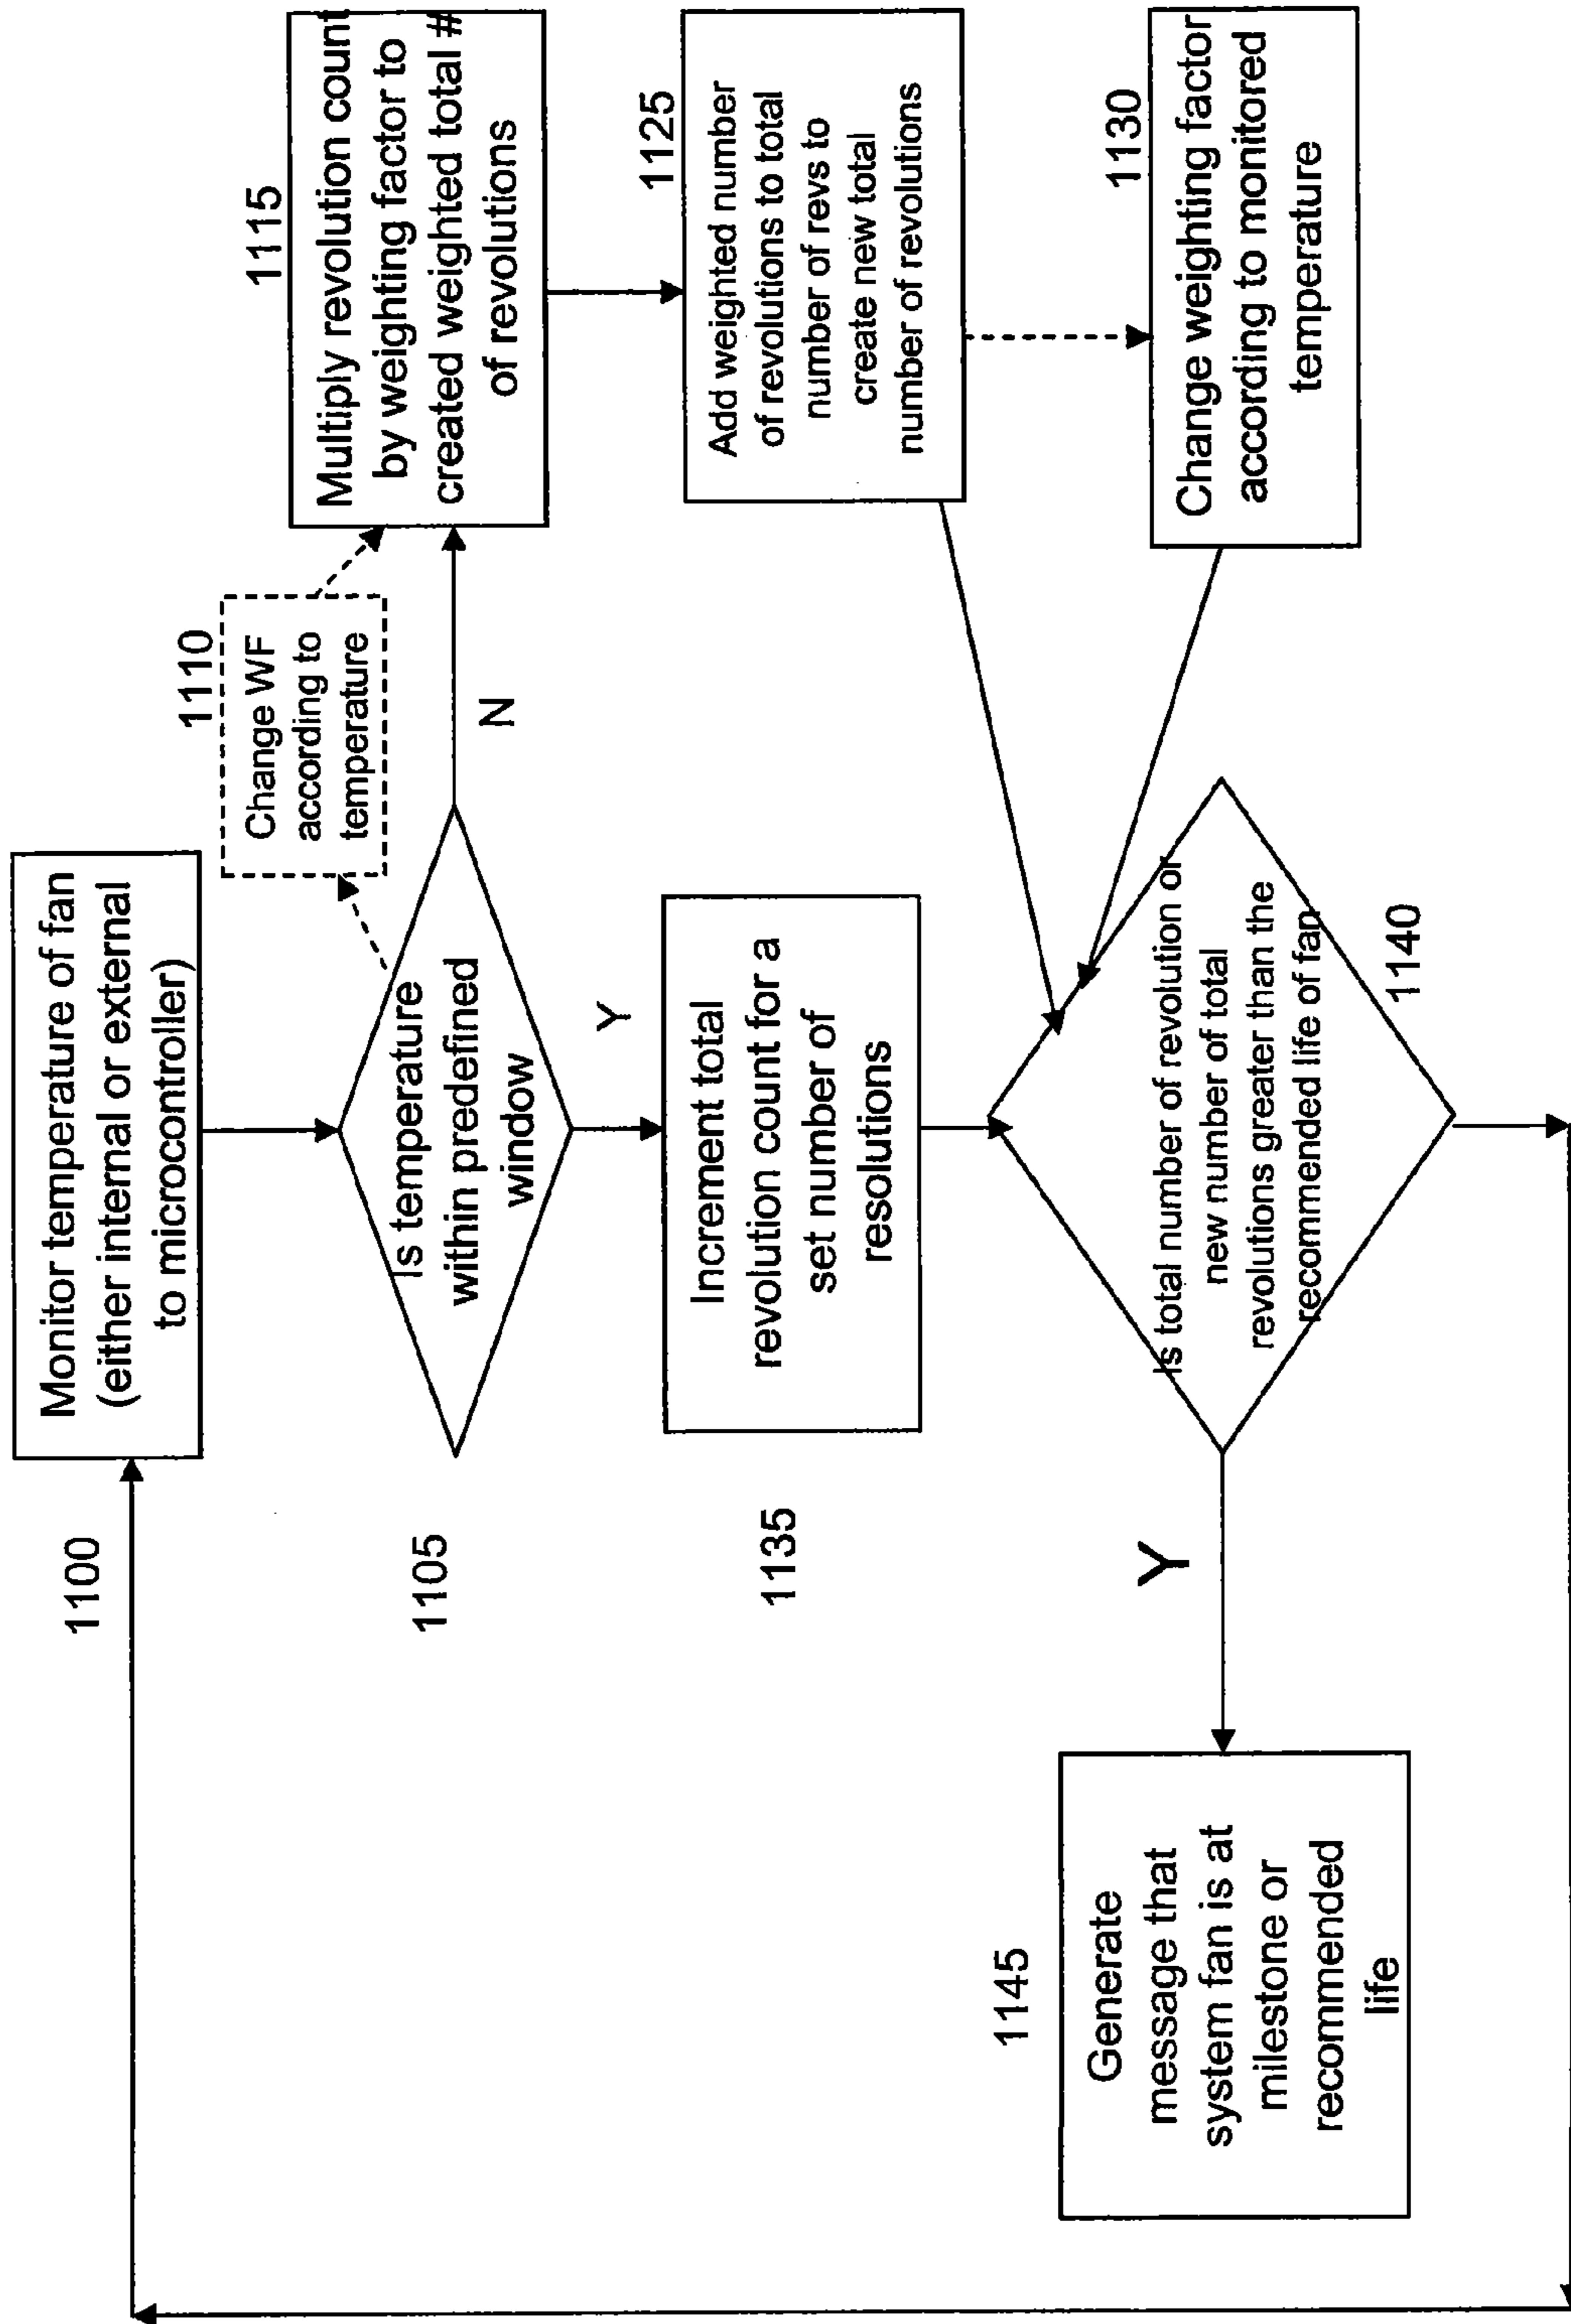 1100
Monitor temperature of fan
(either internal or external
to microcontroller)
1105
Is temperature
within predefined
window
1110
Change WF
according to
temperature
N
1115
Multiply revolution count
by weighting factor to
created weighted total #
of revolutions
Y
1135
Increment total
revolution count for a
set number of
resolutions
1125
Add weighted number
of revolutions to total
number of revs to
create new total
number of revolutions
1130
Change weighting factor
according to monitored
temperature
Is total number of revolution or
new number of total
revolutions greater than the
recommended life of fan
1140
Y
1145
Generate
message that
system fan is at
milestone or
recommended
life